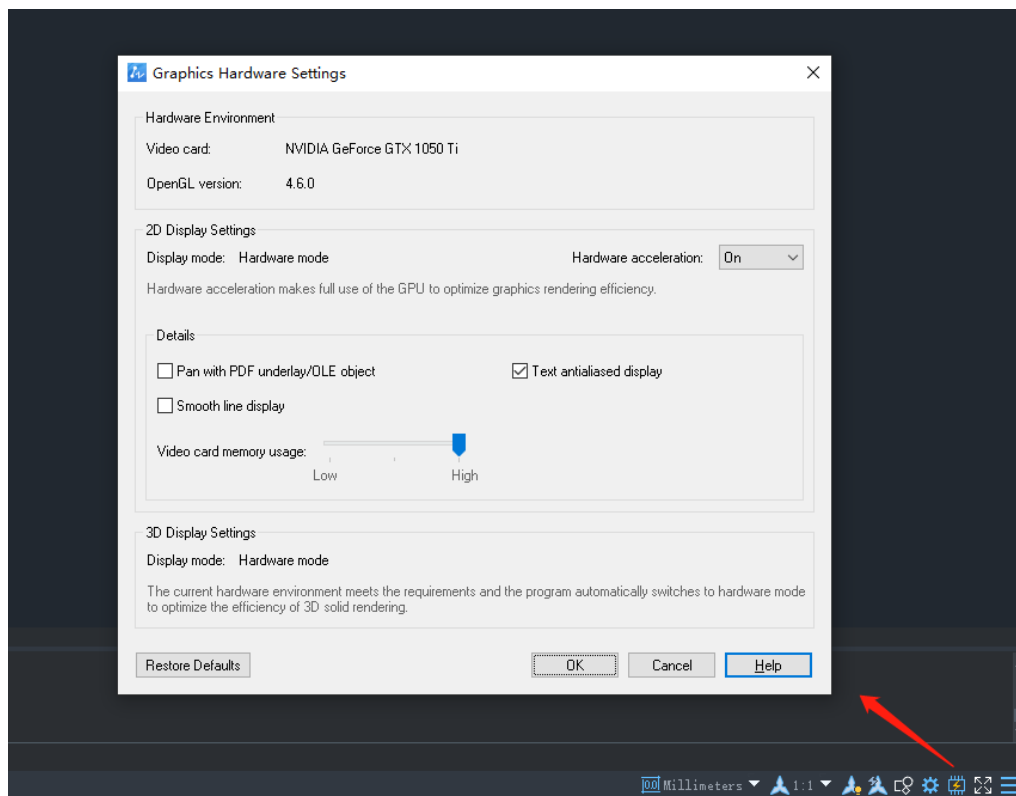 Graphics Hardware Settings
Hardware Environment
Video card: NVIDIA GeForce GTX 1050 Ti
OpenGL version: 4.6.0
2D Display Settings
Display mode: Hardware mode Hardware acceleration: On
Hardware acceleration makes full use of the GPU to optimize graphics rendering efficiency.
Details
Pan with PDF underlay/OLE object Text antialiased display
Smooth line display
Video card memory usage:
Low High
3D Display Settings
Display mode: Hardware mode
The current hardware environment meets the requirements and the program automatically switches to hardware mode
to optimize the efficiency of 3D solid rendering.
Restore Defaults OK Cancel Help
0.0 Millimeters 1:1